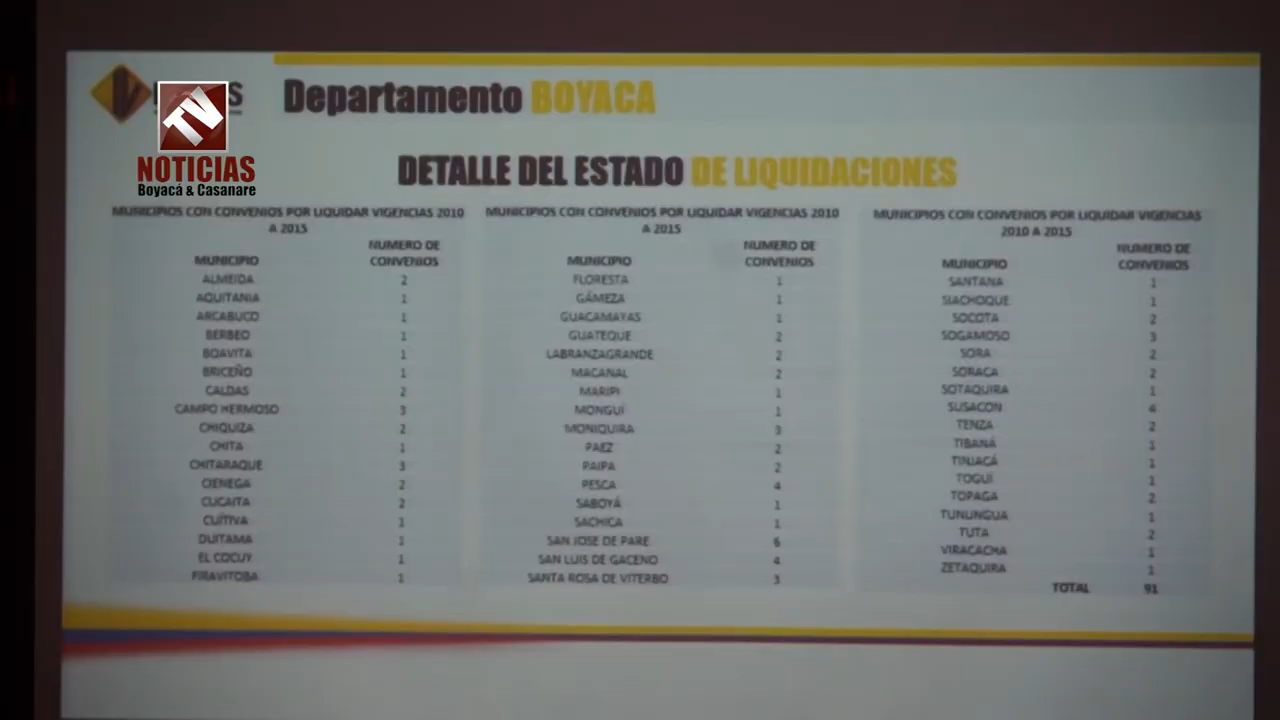 TV
NOTICIAS
Boyacá & Casanare
Departamento BOYACA
DETALLE DEL ESTADO DE LIQUIDACIONES
MUNICIPIOS CON CONVENIOS POR LIQUIDAR VIGENCIAS 2010
A 2015
MUNICIPIO NUMERO DE CONVENIOS
ALMEIDA 2
AQUITANIA 1
ARCABUCO 1
BERBEO 1
BOAVITA 1
BRICEÑO 1
CALDAS 2
CAMPO HERMOSO 3
CHIQUIZA 2
CHITA 1
CHITARAQUE 3
CIENEGA 2
CUCAITA 2
CUÍTIVA 1
DUITAMA 1
EL COCUY 1
FIRAVITOBA 1
MUNICIPIOS CON CONVENIOS POR LIQUIDAR VIGENCIAS 2010
A 2015
MUNICIPIO NUMERO DE CONVENIOS
FLORESTA 1
GÁMEZA 1
GUACAMAYAS 1
GUATEQUE 2
LABRANZAGRANDE 2
MACANAL 2
MARIPI 1
MONGUÍ 1
MONIQUIRA 3
PAEZ 2
PAIPA 2
PESCA 4
SABOYÁ 1
SACHICA 1
SAN JOSE DE PARE 6
SAN LUIS DE GACENO 4
SANTA ROSA DE VITERBO 3
MUNICIPIOS CON CONVENIOS POR LIQUIDAR VIGENCIAS
2010 A 2015
MUNICIPIO NUMERO DE CONVENIOS
SANTANA 1
SIACHOQUE 1
SOCOTA 2
SOGAMOSO 3
SORA 2
SORACA 2
SOTAQUIRA 1
SUSACON 4
TENZA 2
TIBANÁ 1
TINJACÁ 1
TOGUÍ 1
TOPAGA 2
TUNUNGUA 1
TUTA 2
VIRACACHA 1
ZETAQUIRA 1
TOTAL 91